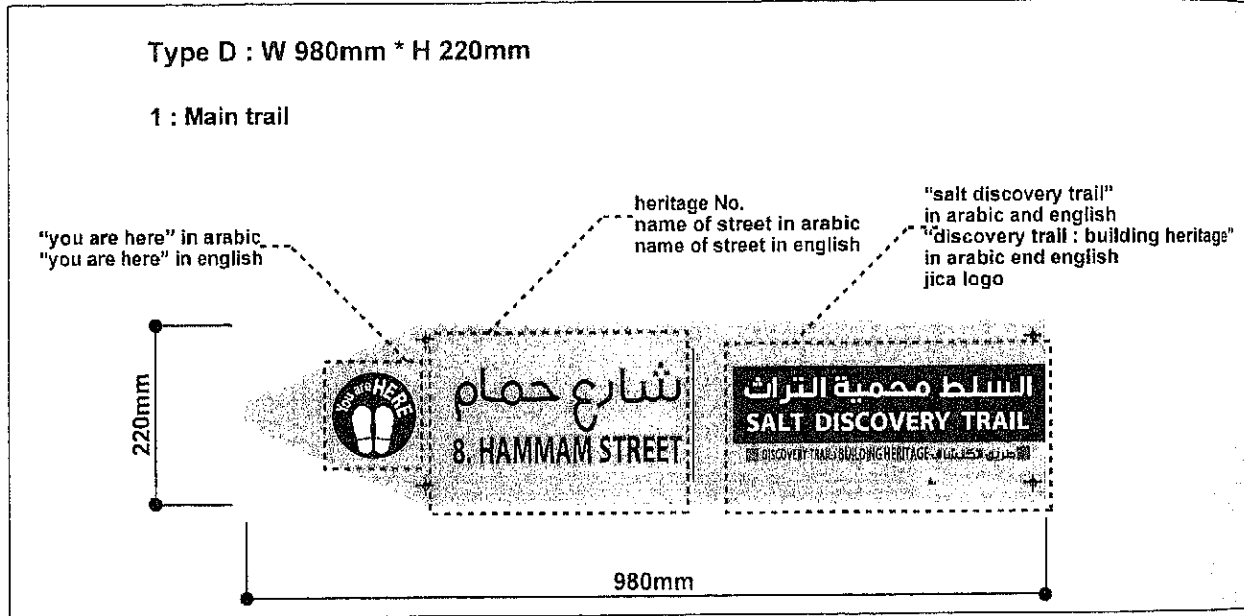 Type D : W 980mm * H 220mm
1 : Main trail
"you are here" in arabic
"you are here" in english
heritage No.
name of street in arabic
name of street in english
"salt discovery trail"
in arabic and english
"discovery trail : building heritage"
in arabic end english
jica logo
220mm
You are HERE
شارع حمام
8. HAMMAM STREET
السلط محمية التراث
SALT DISCOVERY TRAIL
DISCOVERY TRAIL: BUILDING HERITAGE
980mm